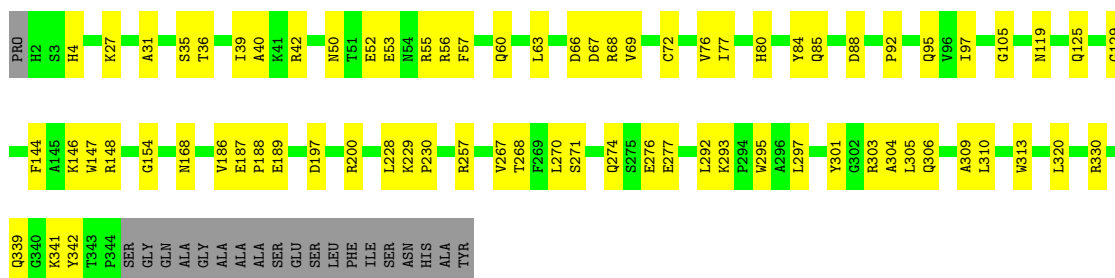 PRO H2 S3 H4 K27 A31 S35 T36 I39 A40 K41 R42 N50 T51 E52 E53 N54 R55 R56 F57 Q60 L63 D66 D67 R68 V69 C72 V76 I77 H80 Y84 Q85 D88 P92 Q95 V96 I97 G105 N119 Q125 G129
F144 A145 K146 W147 R148 G154 N168 V186 E187 P188 E189 D197 R200 L228 K229 P230 R257 V267 T268 F269 L270 S271 Q274 S275 E276 E277 L292 K293 P294 W295 A296 L297 Y301 G302 R303 A304 L305 Q306 A309 L310 W313 L320 R330
Q339 G340 K341 Y342 T343 P344 SER GLY GLN ALA GLY ALA ALA ALA SER GLU SER LEU PHE ILE SER ASN HIS ALA TYR